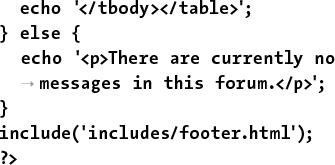 echo '</tbody></table>';
} else {
echo '<p>There are currently no
→ messages in this forum.</p>';
}
include('includes/footer.html');
?>